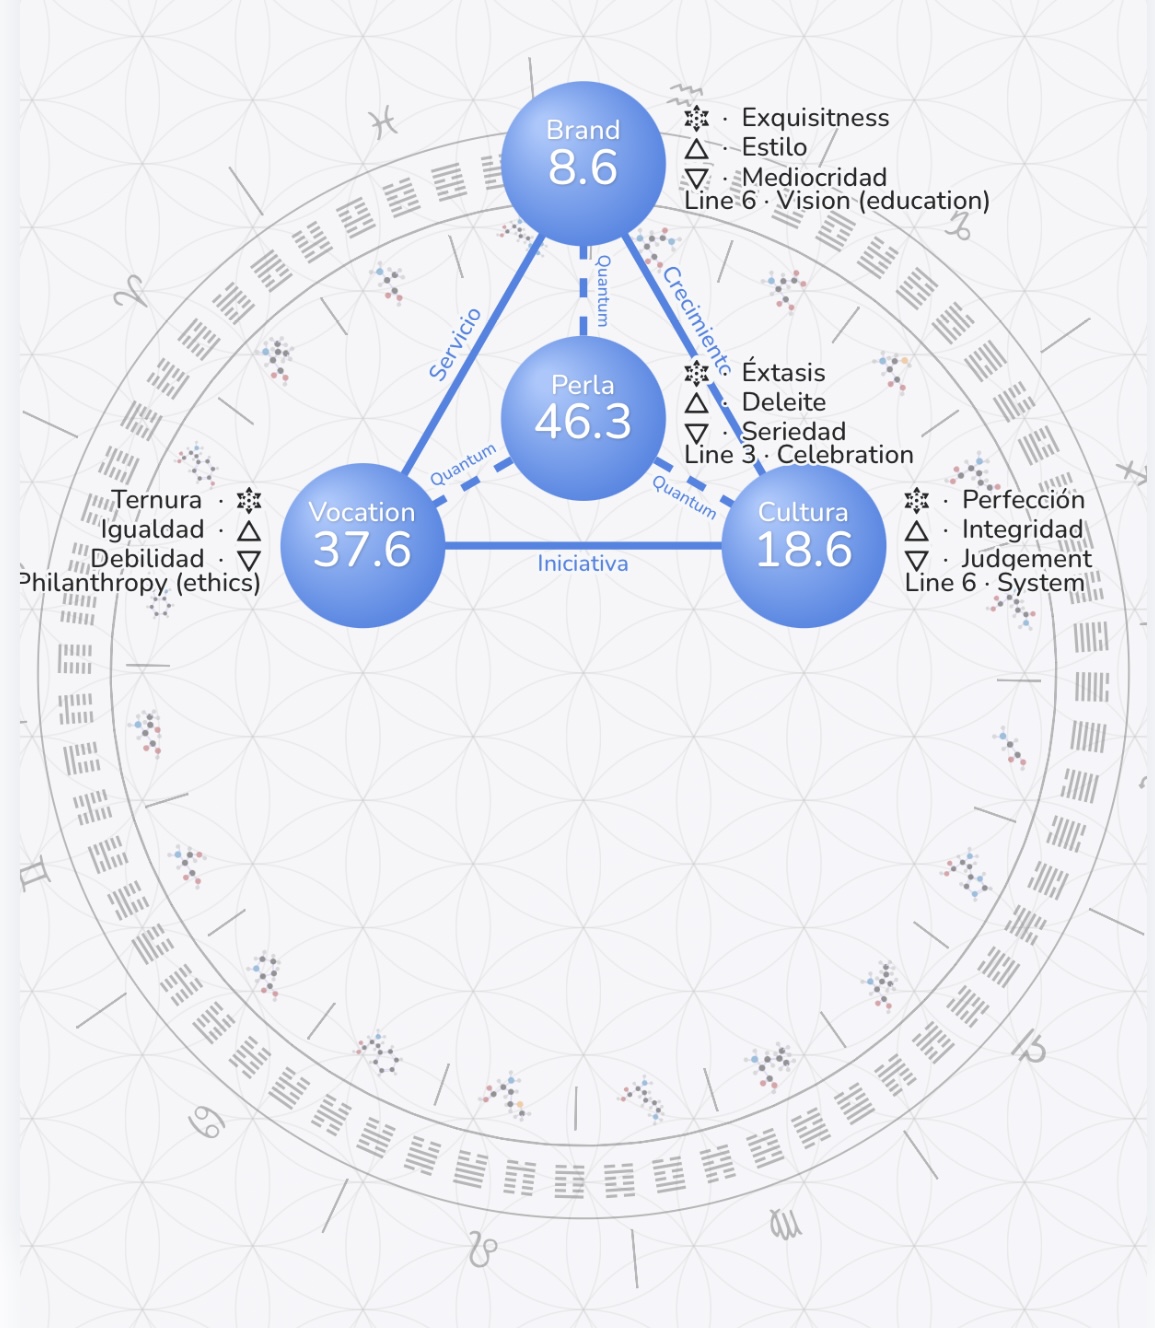 Brand
8.6
· Exquisitness
· Estilo
· Mediocridad
Line 6 · Vision (education)
Servicio
Quantum
Crecimiento
Perla
46.3
· Éxtasis
· Deleite
· Seriedad
Line 3 · Celebration
Quantum
Quantum
Ternura ·
Igualdad ·
Debilidad ·
Philanthropy (ethics)
Vocation
37.6
Iniciativa
Cultura
18.6
· Perfección
· Integridad
· Judgement
Line 6 · System